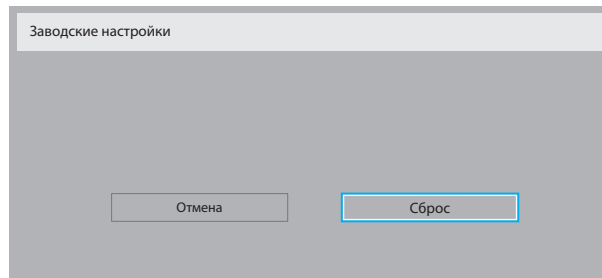 Заводские настройки
Отмена
Сброс